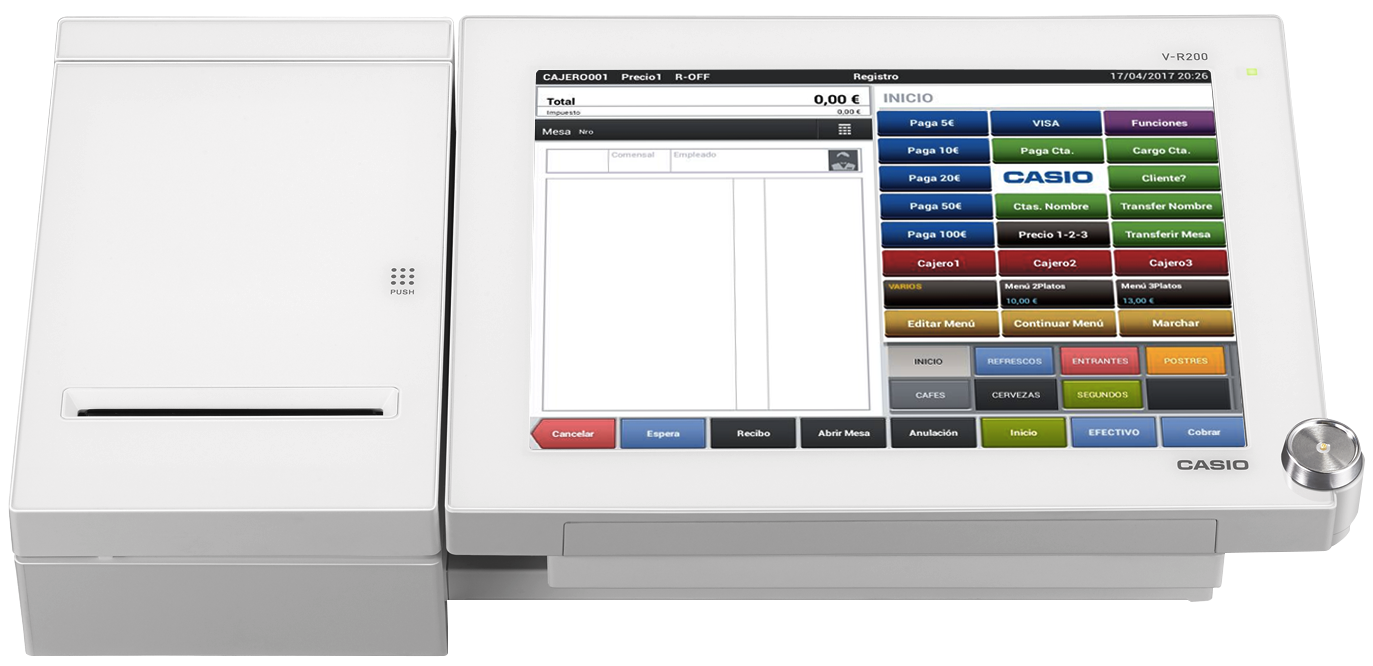 V-R200
CAJERO001 Precio1 R-OFF Registro 17/04/2017 20:26
Total 0,00 €
Impuesto 0,00 €
Mesa Nro
Comensal Empleado
INICIO
Paga 5€ VISA Funciones
Paga 10€ Paga Cta. Cargo Cta.
Paga 20€ CASIO Cliente?
Paga 50€ Ctas. Nombre Transfer Nombre
Paga 100€ Precio 1-2-3 Transferir Mesa
Cajero1 Cajero2 Cajero3
VARIOS Menú 2Platos Menú 3Platos
10,00 € 13,00 €
Editar Menú Continuar Menú Marchar
INICIO REFRESCOS ENTRANTES POSTRES
CAFES CERVEZAS SEGUNDOS
Cancelar Espera Recibo Abrir Mesa Anulación Inicio EFECTIVO Cobrar
CASIO
PUSH